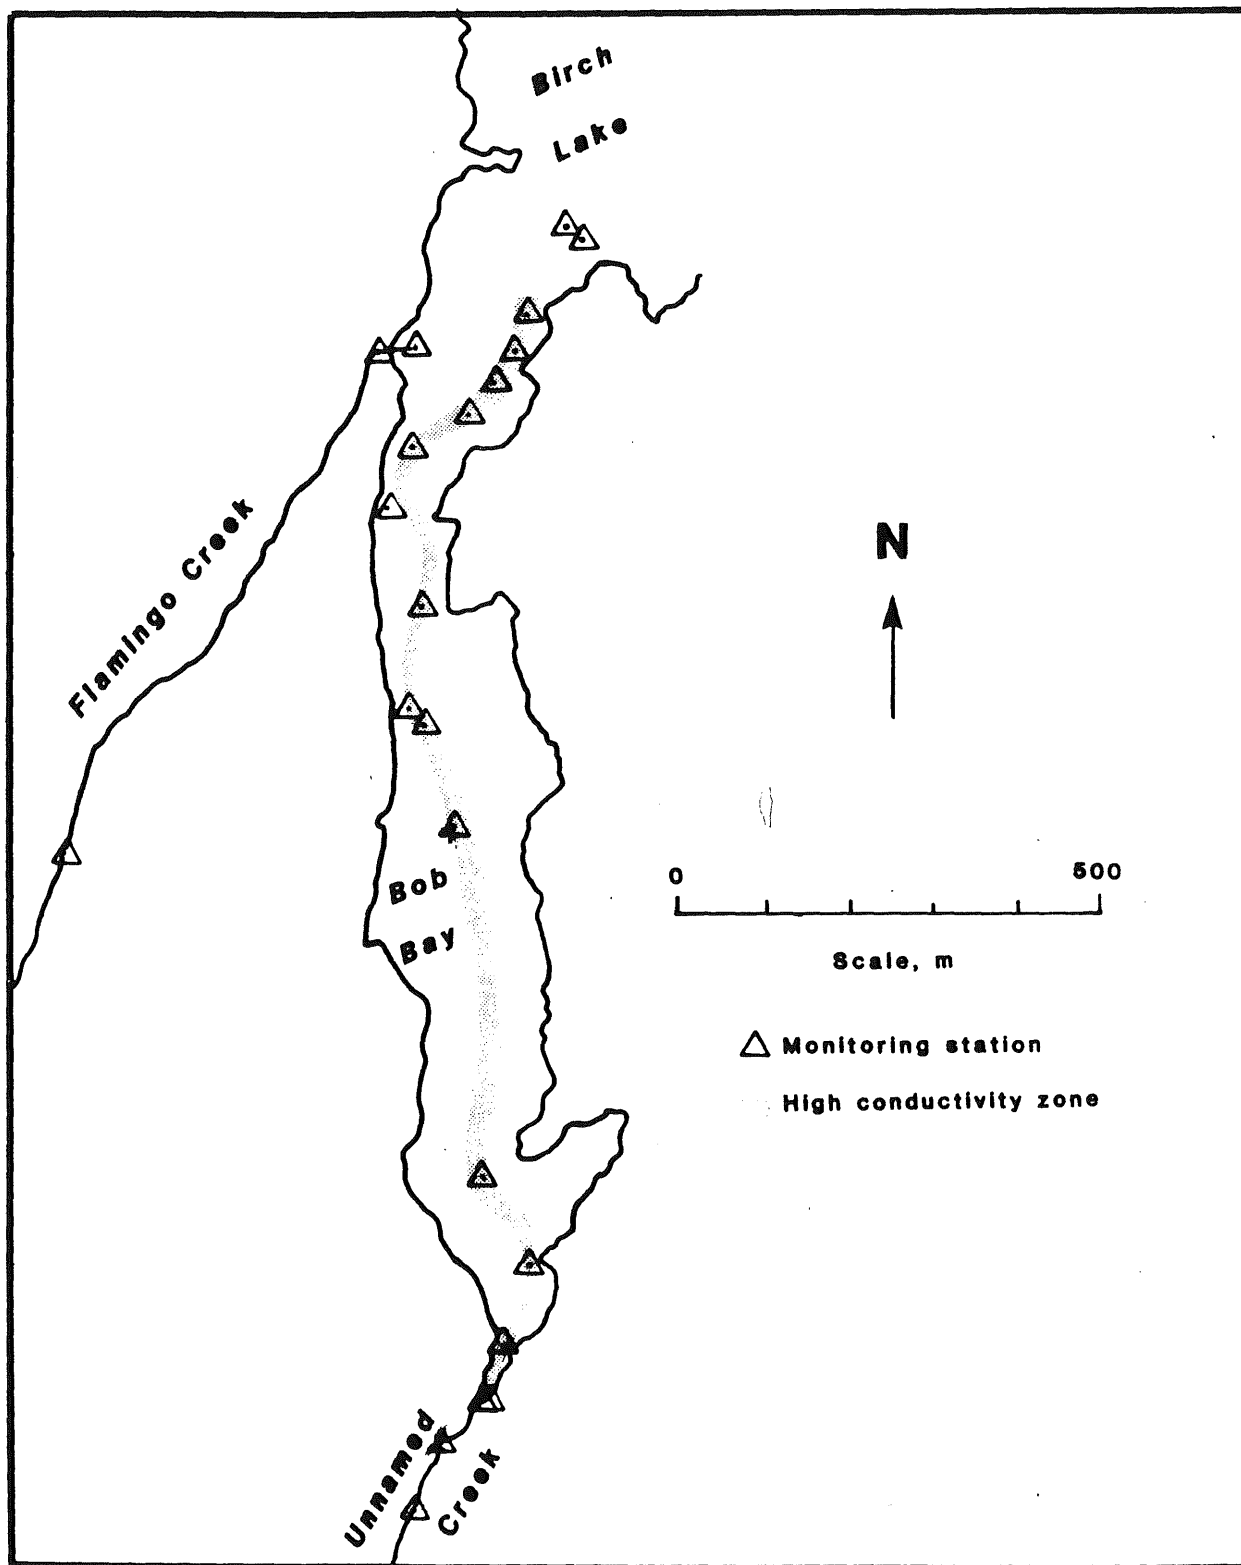 Birch
Lake
Flamingo Creek
N
Bob
Bay
0 500
Scale, m
Monitoring station
High conductivity zone
Unnamed
Creek